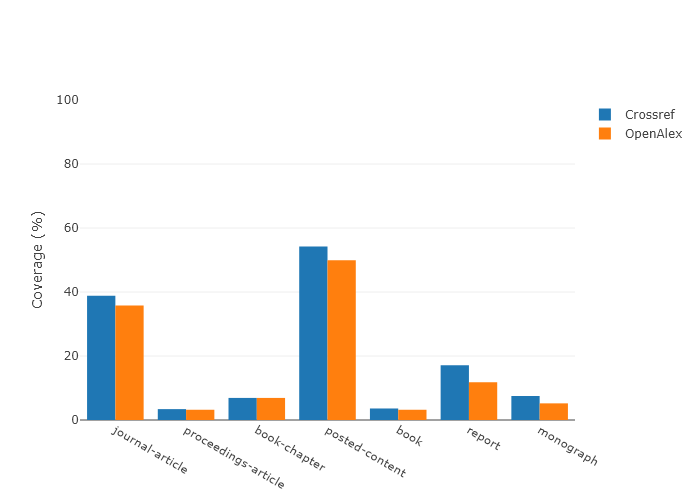 100
80
60
40
20
0
Coverage (%)
journal-article
proceedings-article
book-chapter
posted-content
book
report
monograph
Crossref
OpenAlex